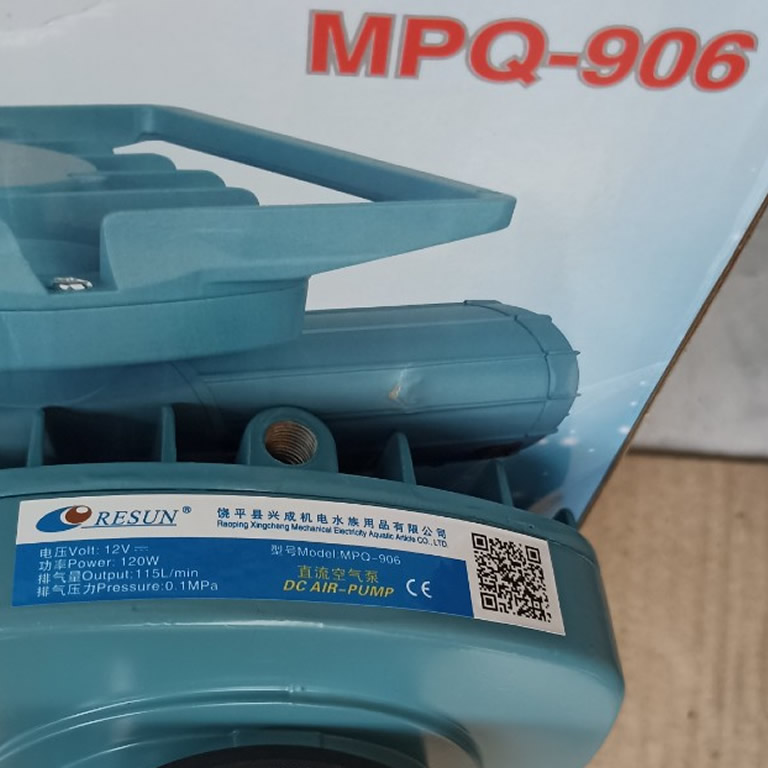 MPQ-906
RESUN®
饶平县兴成机电水族用品有限公司
Raoping Xingcheng Mechanical Electricity Aquatic Article CO., LTD.
电压Volt: 12V ⎓
型号Model:MPQ-906
功率Power: 120W
排气量Output:115L/min
直流空气泵
排气压力Pressure:0.1MPa
DC AIR-PUMP CE